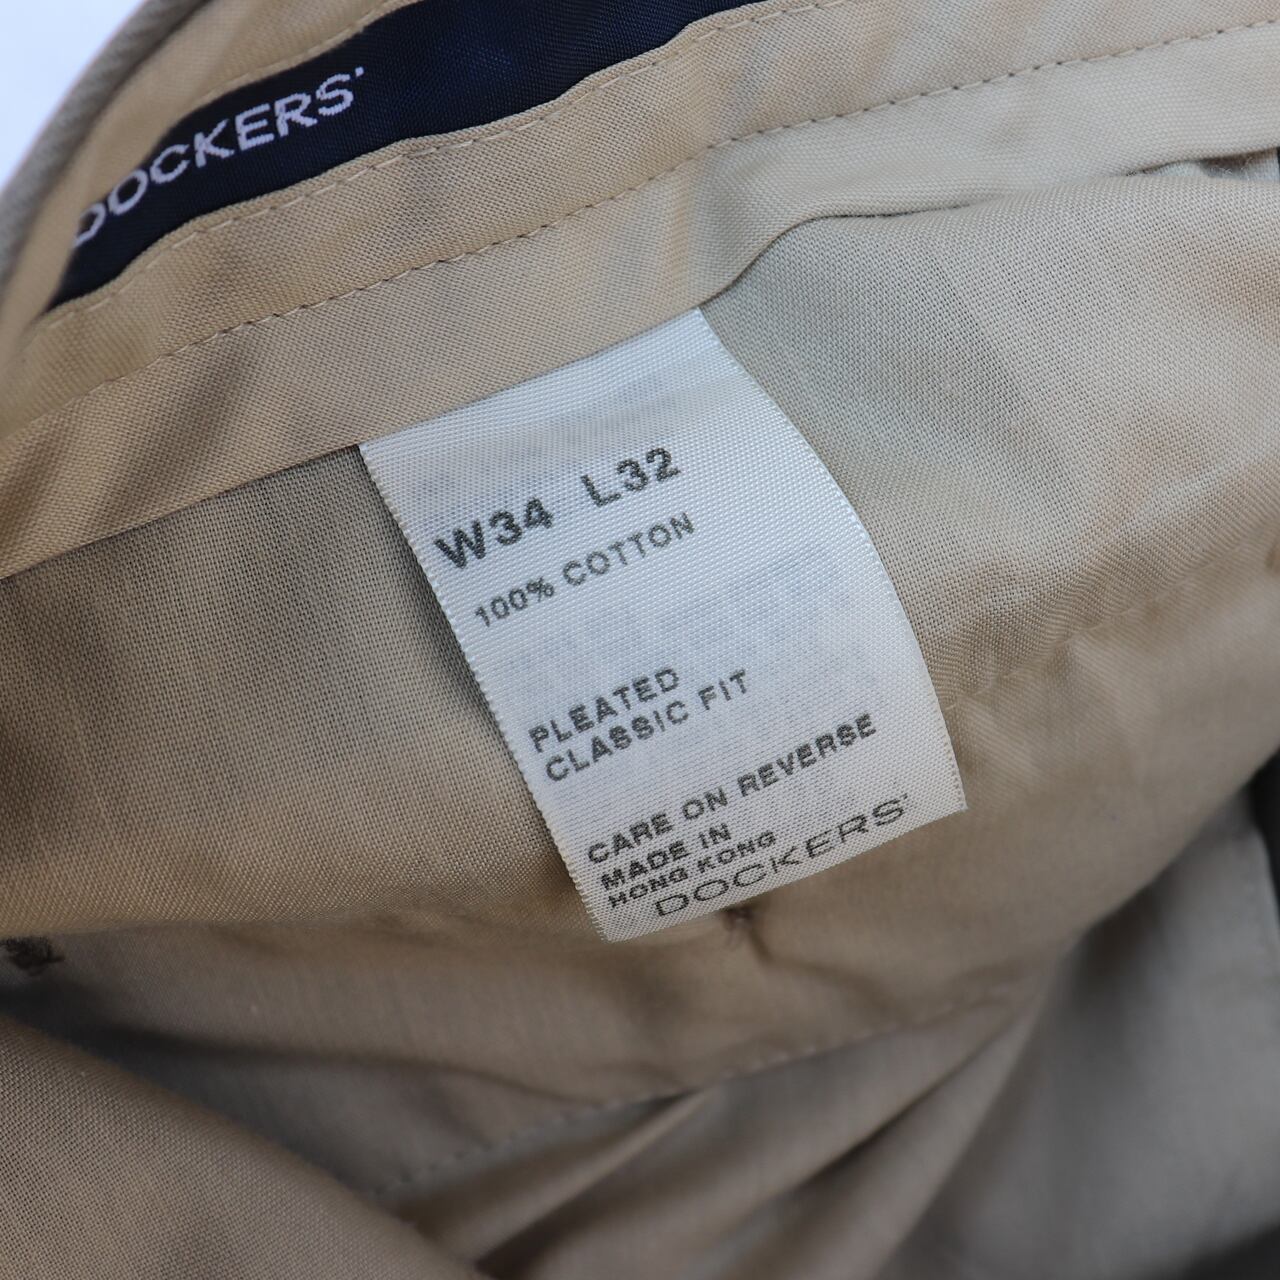 DOCKERS'
W34 L32
100% COTTON
PLEATED
CLASSIC FIT
CARE ON REVERSE
MADE IN
HONG KONG
DOCKERS'